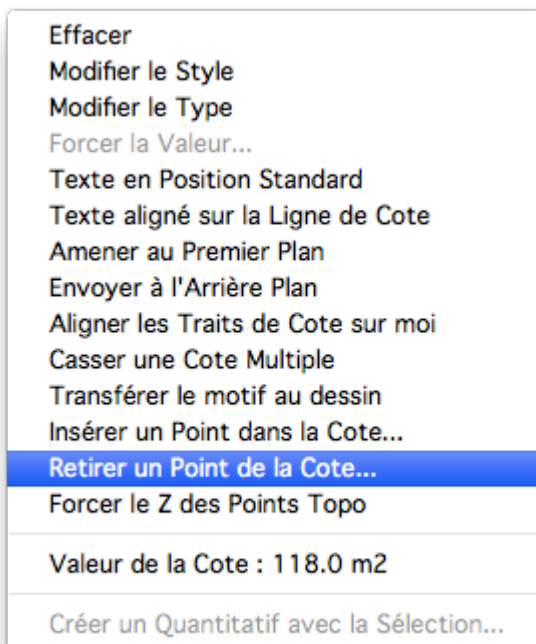 Effacer
Modifier le Style
Modifier le Type
Forcer la Valeur...
Texte en Position Standard
Texte aligné sur la Ligne de Cote
Amener au Premier Plan
Envoyer à l'Arrière Plan
Aligner les Traits de Cote sur moi
Casser une Cote Multiple
Transférer le motif au dessin
Insérer un Point dans la Cote...
Retirer un Point de la Cote...
Forcer le Z des Points Topo
Valeur de la Cote : 118.0 m2
Créer un Quantitatif avec la Sélection...